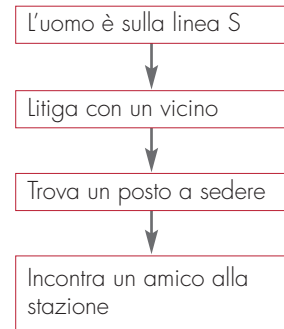 L'uomo è sulla linea S
Litiga con un vicino
Trova un posto a sedere
Incontra un amico alla
stazione